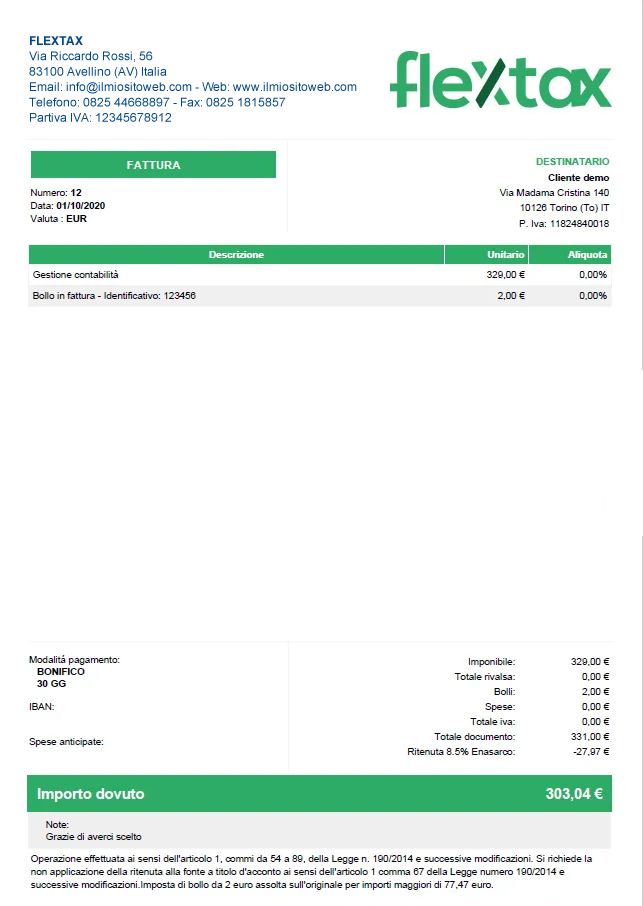 FLEXTAX
Via Riccardo Rossi, 56
83100 Avellino (AV) Italia
Email: info@ilmiositoweb.com - Web: www.ilmiositoweb.com
Telefono: 0825 44668897 - Fax: 0825 1815857
Partiva IVA: 12345678912
flextax
FATTURA
Numero: 12
Data: 01/10/2020
Valuta : EUR
DESTINATARIO
Cliente demo
Via Madama Cristina 140
10126 Torino (To) IT
P. Iva: 11824840018
Descrizione Unitario Aliquota
Gestione contabilità 329,00 € 0,00%
Bollo in fattura - Identificativo: 123456 2,00 € 0,00%
Modalitá pagamento:
BONIFICO
30 GG
IBAN:
Spese anticipate:
Imponibile: 329,00 €
Totale rivalsa: 0,00 €
Bolli: 2,00 €
Spese: 0,00 €
Totale iva: 0,00 €
Totale documento: 331,00 €
Ritenuta 8.5% Enasarco: -27,97 €
Importo dovuto 303,04 €
Note:
Grazie di averci scelto
Operazione effettuata ai sensi dell'articolo 1, commi da 54 a 89, della Legge n. 190/2014 e successive modificazioni. Si richiede la
non applicazione della ritenuta alla fonte a titolo d'acconto ai sensi dell'articolo 1 comma 67 della Legge numero 190/2014 e
successive modificazioni.Imposta di bollo da 2 euro assolta sull'originale per importi maggiori di 77,47 euro.